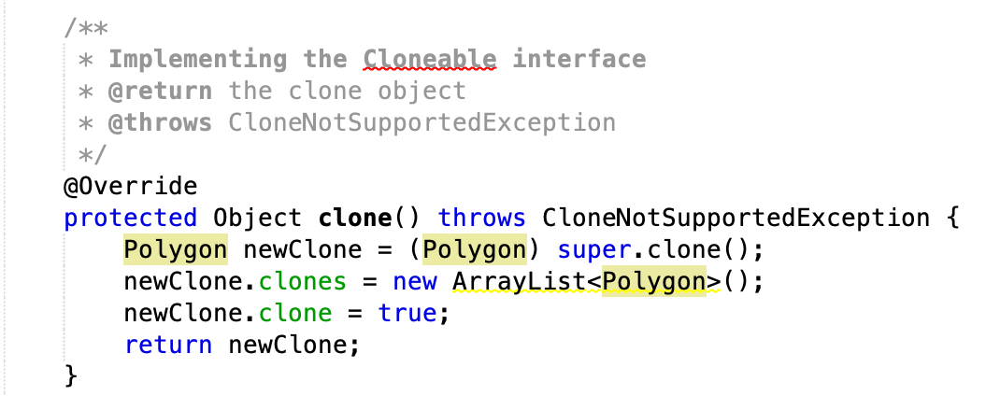 /**
 * Implementing the Cloneable interface
 * @return the clone object
 * @throws CloneNotSupportedException
 */
@Override
protected Object clone() throws CloneNotSupportedException {
    Polygon newClone = (Polygon) super.clone();
    newClone.clones = new ArrayList<Polygon>();
    newClone.clone = true;
    return newClone;
}